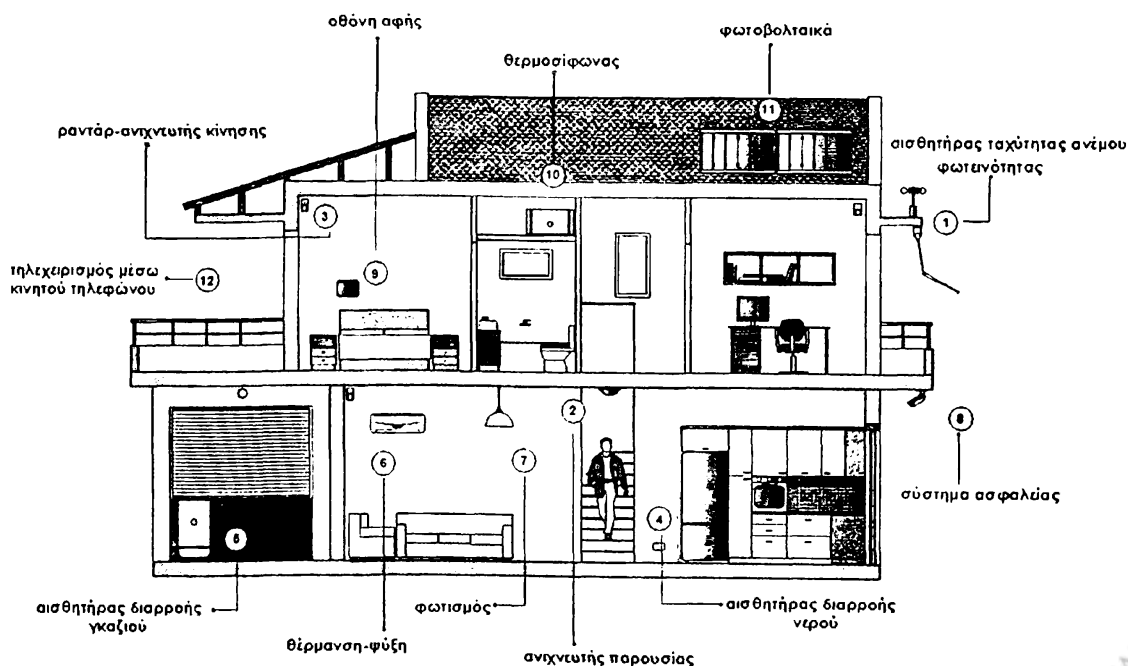 οθόνη αφής
φωτοβολταικά
θερμοσίφωνας
11
ραντάρ-ανιχνευτής κίνησης
αισθητήρας ταχύτητας ανέμου
φωτεινότητας
10
3
1
τηλεχειρισμός μέσω
κινητού τηλεφώνου
12
9
2
8
6
7
σύστημα ασφαλείας
4
5
αισθητήρας διαρροής
γκαζιού
φωτισμός
αισθητήρας διαρροής
νερού
θέρμανση-ψύξη
ανιχνευτής παρουσίας